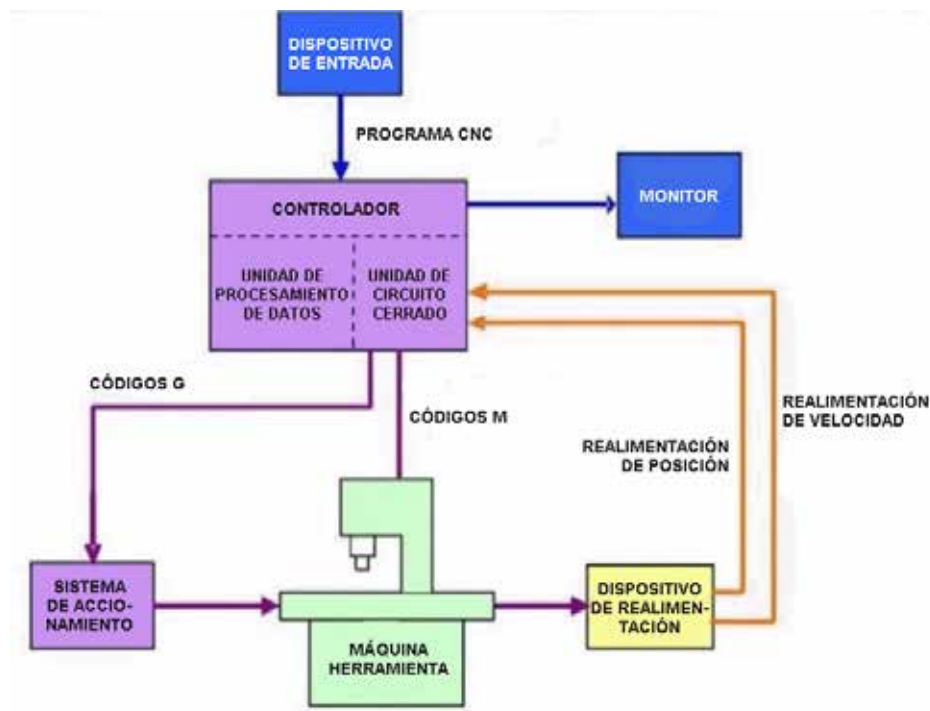 DISPOSITIVO
DE ENTRADA
PROGRAMA CNC
CONTROLADOR
MONITOR
UNIDAD DE
PROCESAMIENTO
DE DATOS
UNIDAD DE
CIRCUITO
CERRADO
CÓDIGOS G
CÓDIGOS M
REALIMENTACIÓN
DE VELOCIDAD
REALIMENTACIÓN
DE POSICIÓN
SISTEMA
DE ACCIO-
NAMIENTO
MÁQUINA
HERRAMIENTA
DISPOSITIVO
DE REALIMEN-
TACIÓN